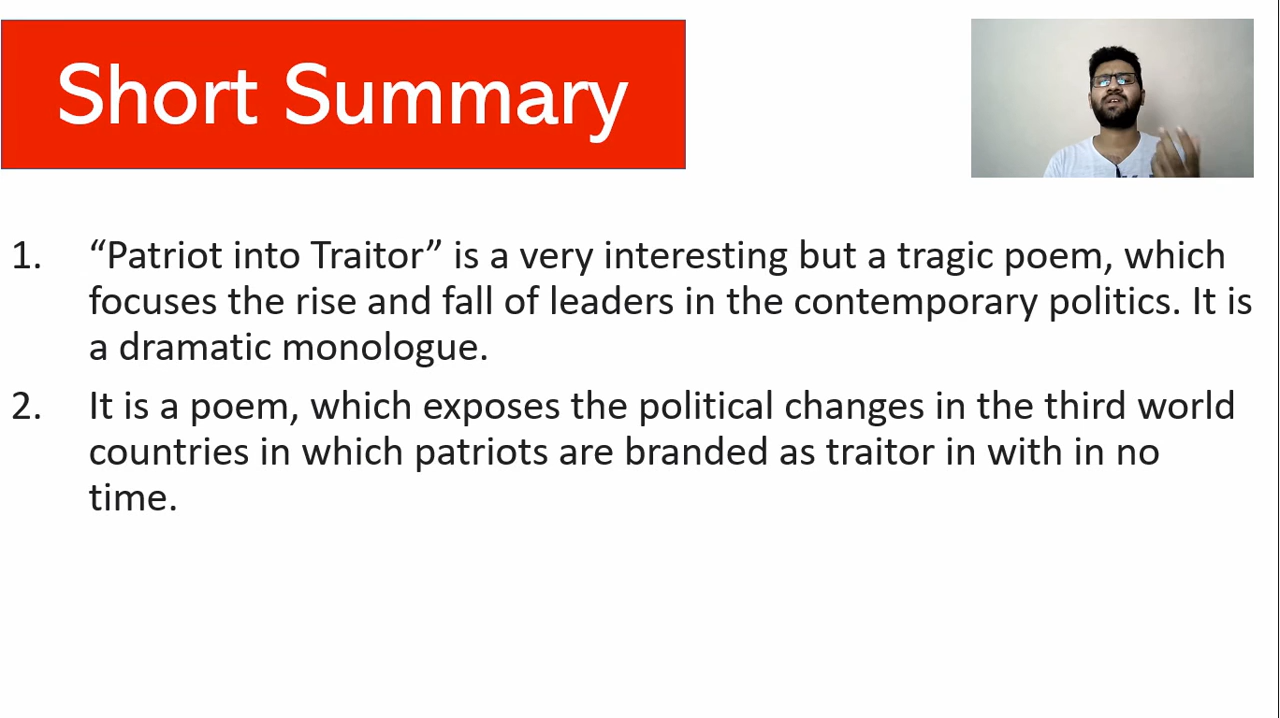 Short Summary
1. “Patriot into Traitor” is a very interesting but a tragic poem, which
focuses the rise and fall of leaders in the contemporary politics. It is
a dramatic monologue.
2. It is a poem, which exposes the political changes in the third world
countries in which patriots are branded as traitor in with in no
time.